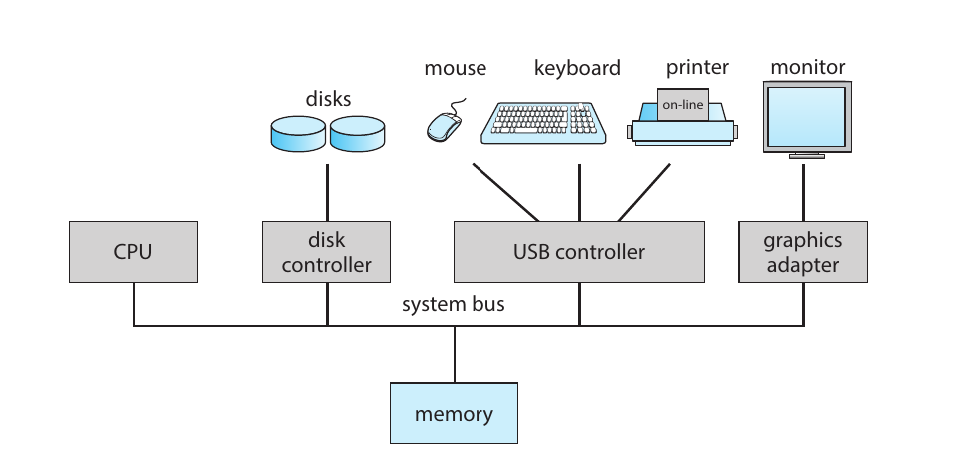 mouse
keyboard
printer
monitor
disks
on-line
CPU
disk
controller
USB controller
graphics
adapter
system bus
memory